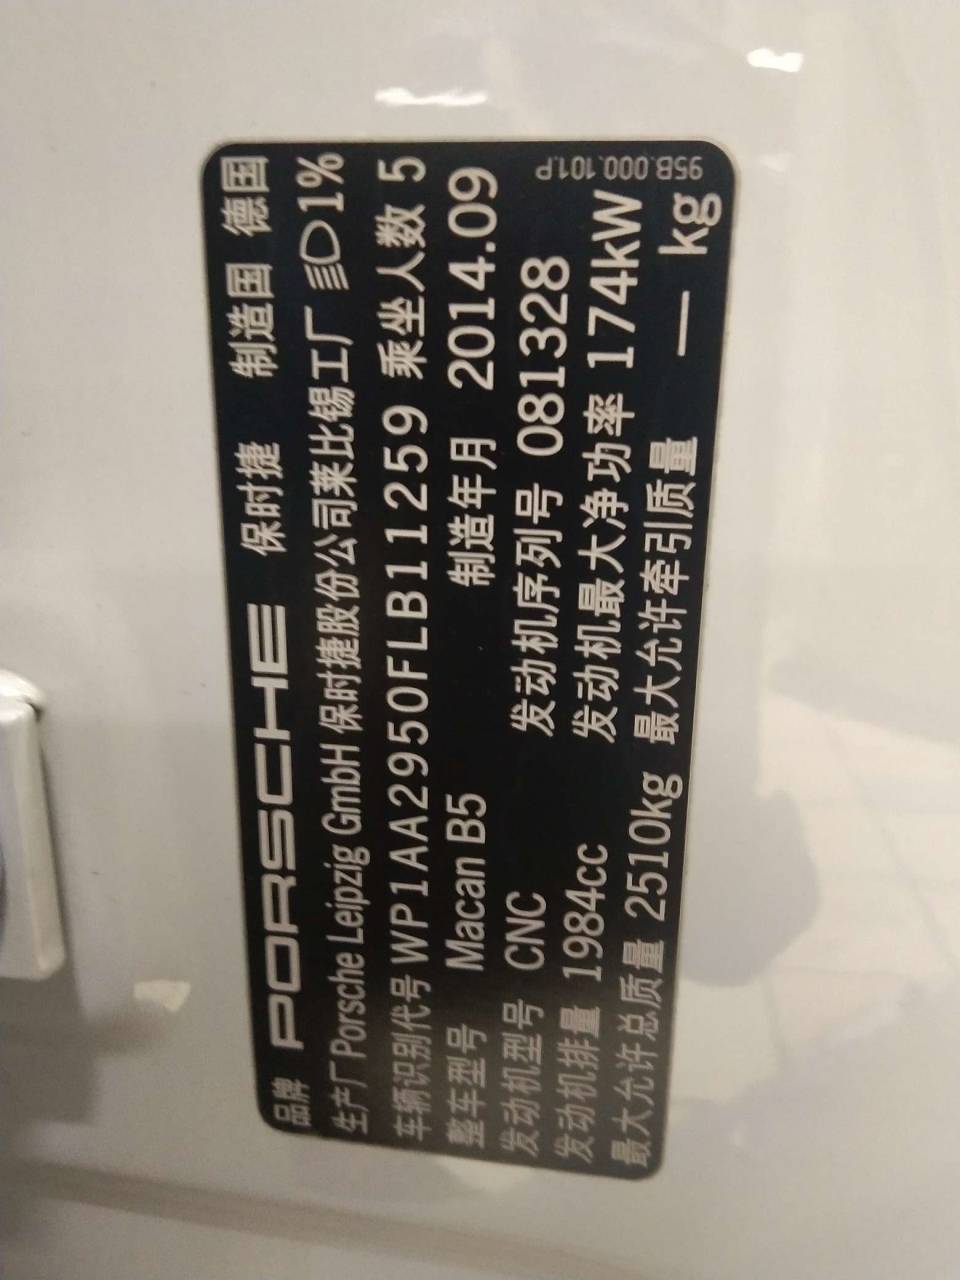 品牌 PORSCHE 保时捷 制造国 德国
生产厂 Porsche Leipzig GmbH 保时捷股份公司莱比锡工厂 1%
车辆识别代号 WP1AA2950FLB11259 乘坐人数 5
整车型号 Macan B5 制造年月 2014.09
发动机型号 CNC 发动机序列号 081328
发动机排量 1984cc 发动机最大净功率 174kW
最大允许总质量 2510kg 最大允许牵引质量 — kg
95B.000.101.P